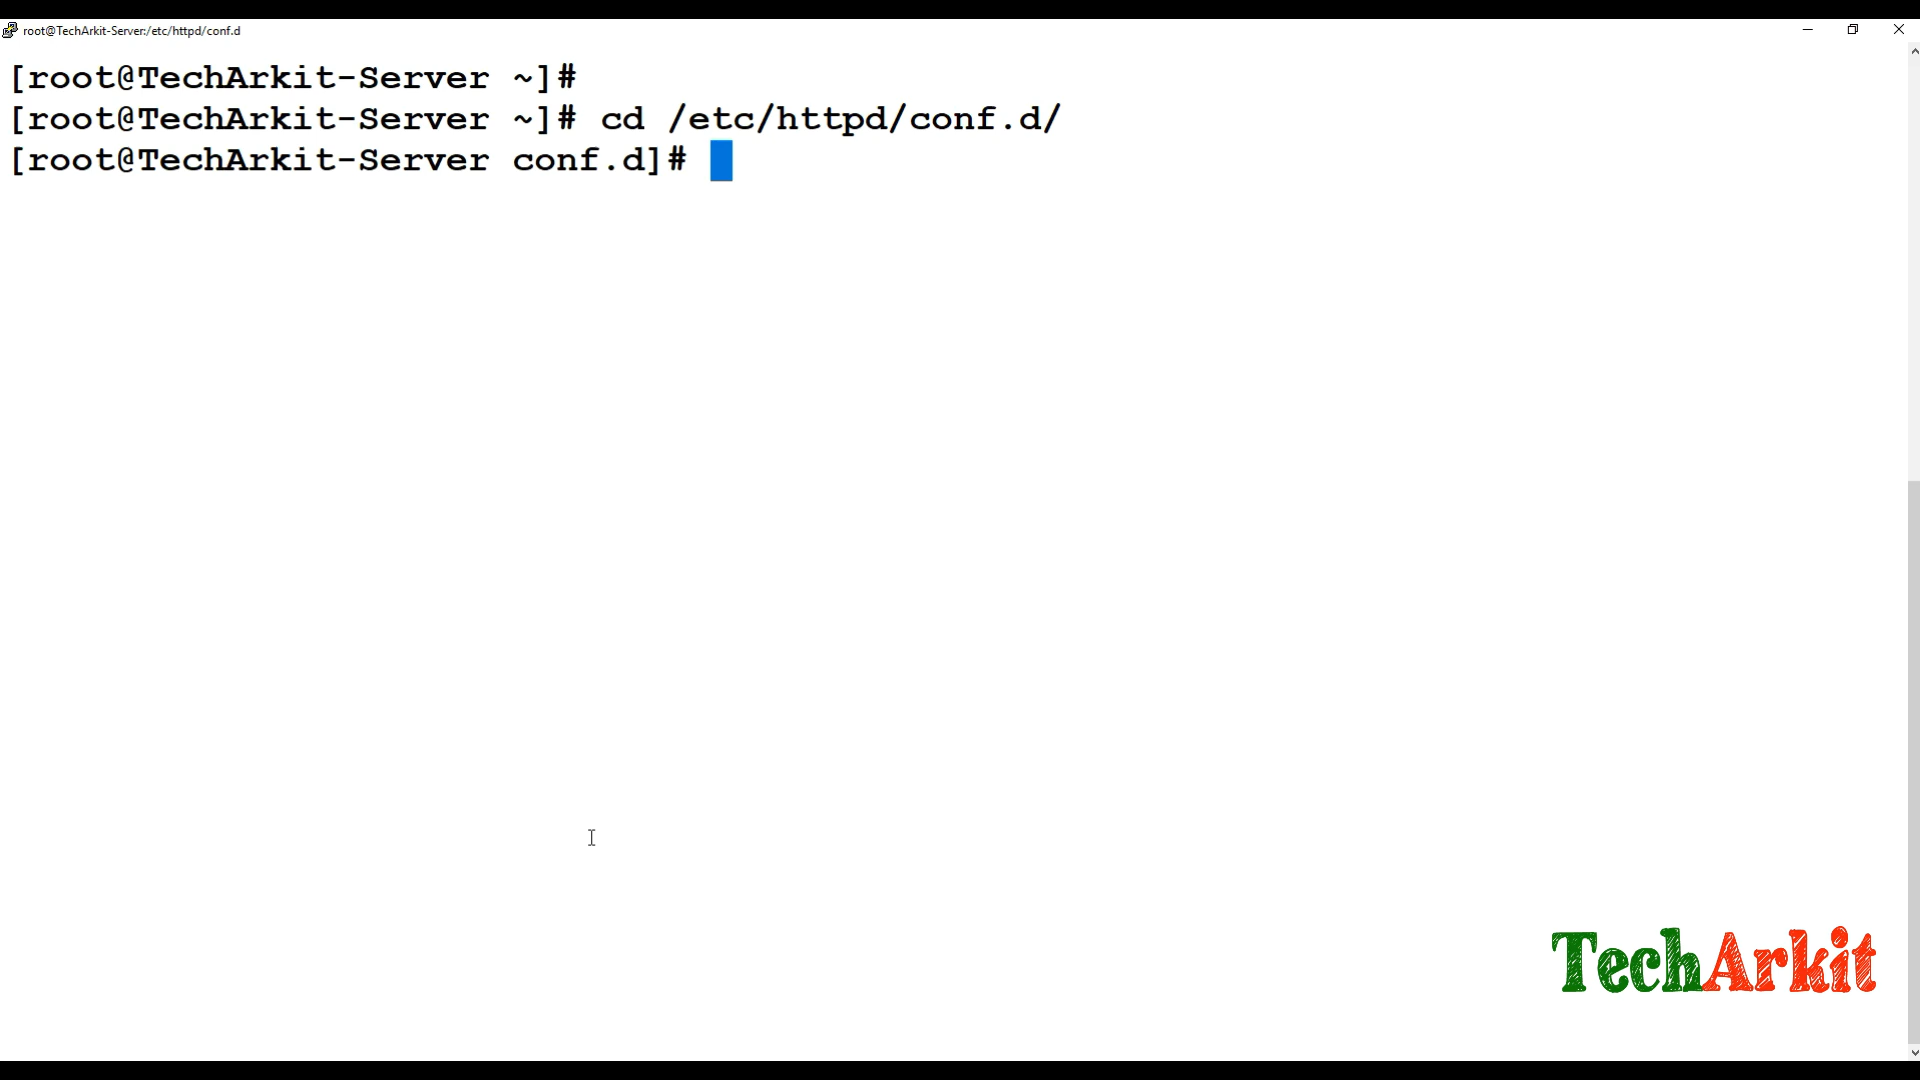 root@TechArkit-Server:/etc/httpd/conf.d
[root@TechArkit-Server ~]#
[root@TechArkit-Server ~]# cd /etc/httpd/conf.d/
[root@TechArkit-Server conf.d]#
TechArkit